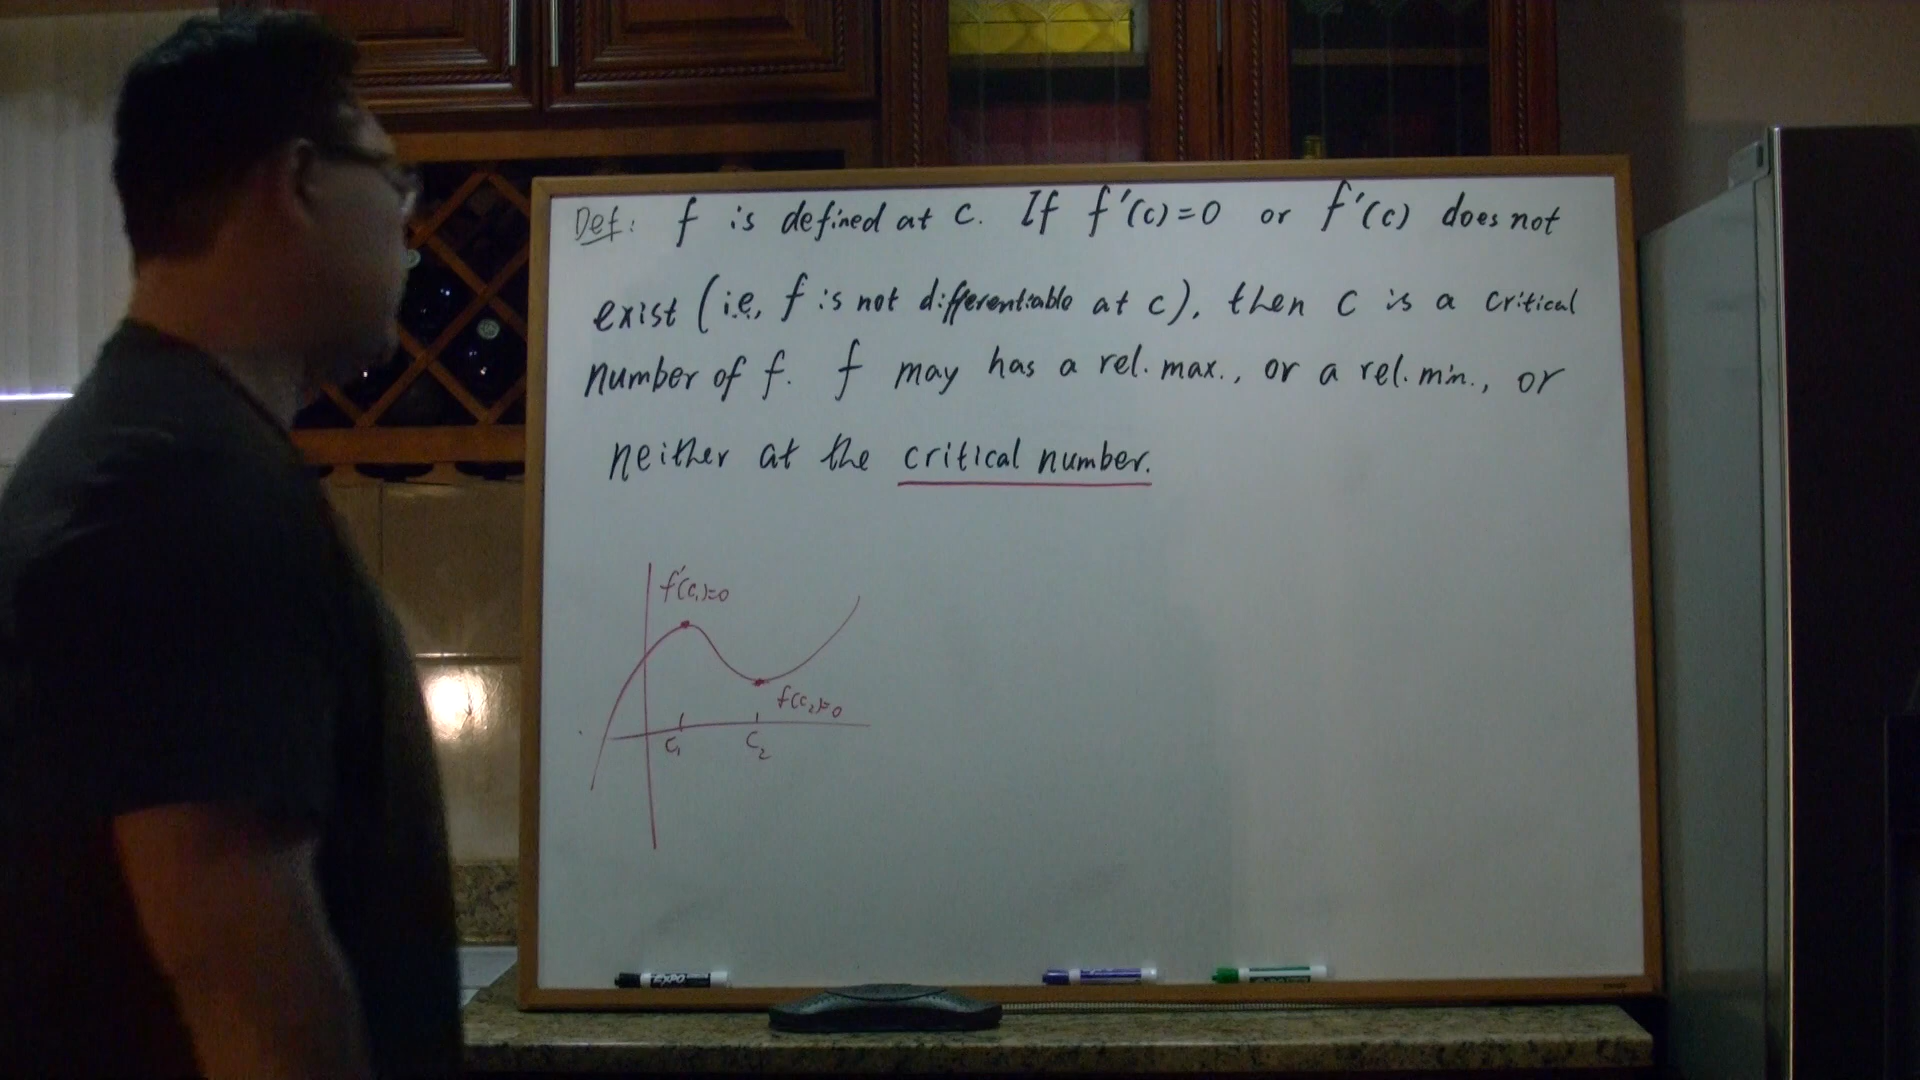 Def: f is defined at c. If f'(c)=0 or f'(c) does not
exist (i.e, f is not differentiable at c), then c is a critical
number of f. f may has a rel. max., or a rel. min., or
neither at the critical number.
f'(c₁)=0
f(c₂)=0
c₁ c₂
EXPO